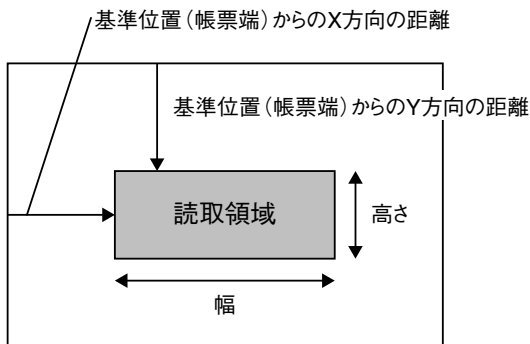 基準位置（帳票端）からのX方向の距離
基準位置（帳票端）からのY方向の距離
読取領域
高さ
幅